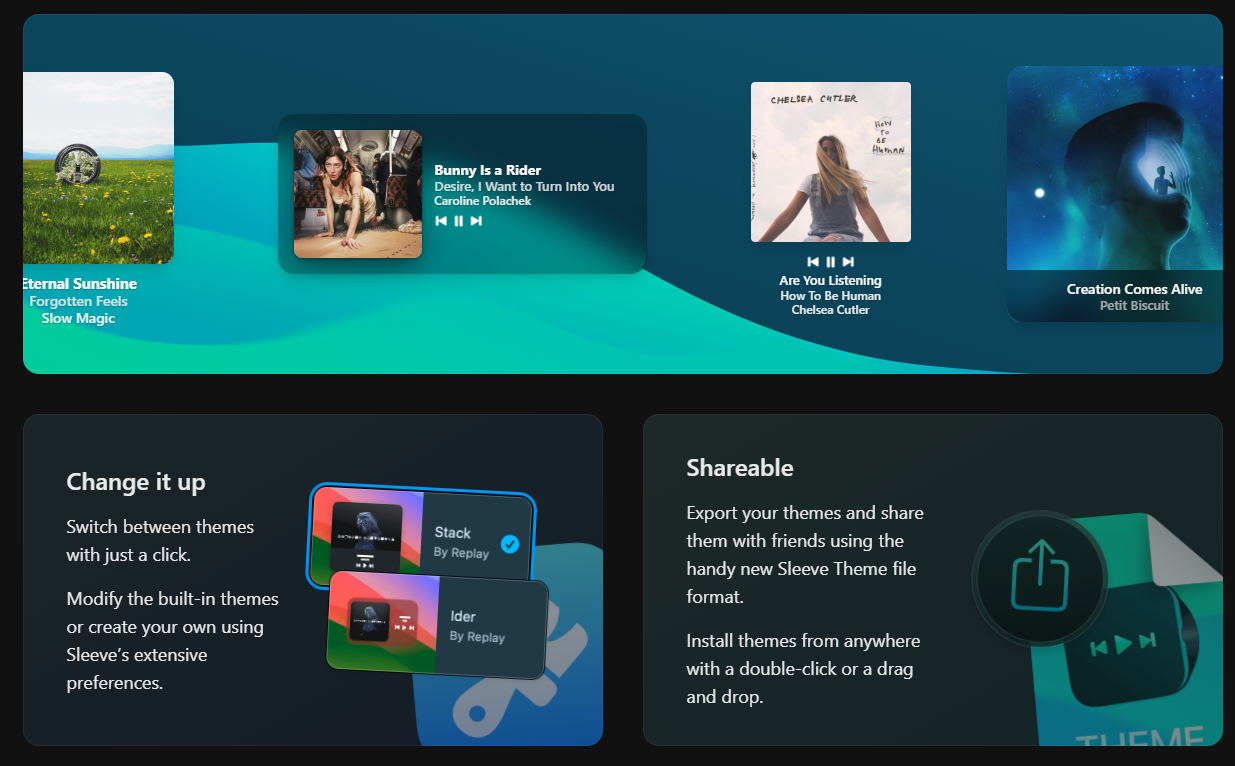 Eternal Sunshine
Forgotten Feels
Slow Magic
Bunny Is a Rider
Desire, I Want to Turn Into You
Caroline Polachek
CHELSEA CUTLER
HOW
TO
BE
HUMAN
Are You Listening
How To Be Human
Chelsea Cutler
Creation Comes Alive
Petit Biscuit
Change it up
Switch between themes
with just a click.
Modify the built-in themes
or create your own using
Sleeve’s extensive
preferences.
Stack
By Replay
Ider
By Replay
Shareable
Export your themes and share
them with friends using the
handy new Sleeve Theme file
format.
Install themes from anywhere
with a double-click or a drag
and drop.
THEME